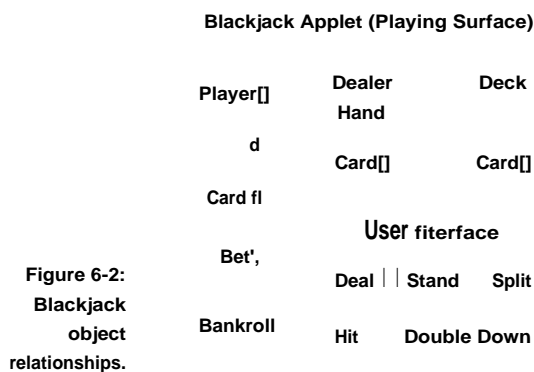 Blackjack Applet (Playing Surface)
Player[]
Dealer
Hand
Deck
d
Card[]
Card[]
Card fl
User fiterface
Bet',
Deal || Stand Split
Bankroll
Hit Double Down
Figure 6-2:
Blackjack
object
relationships.